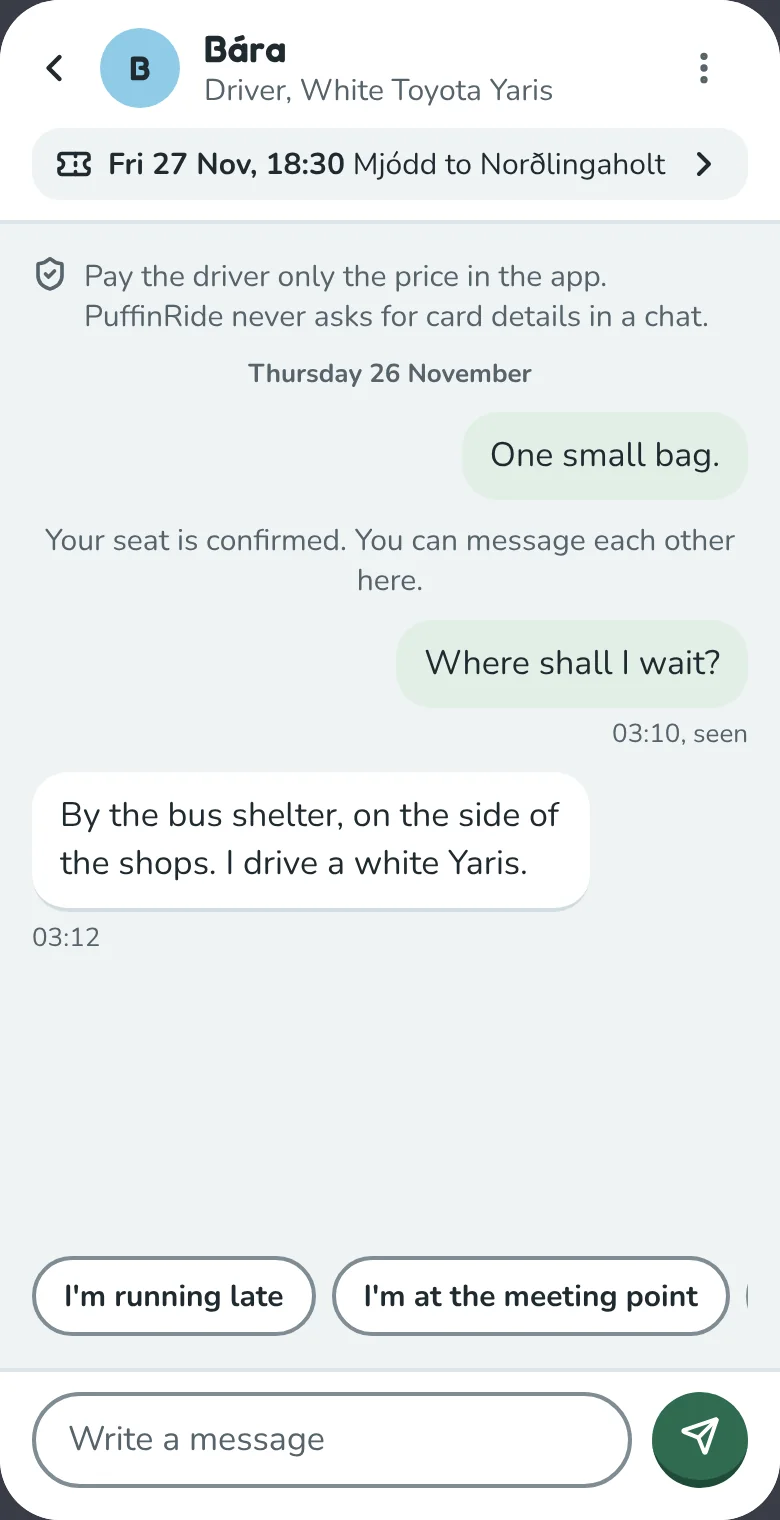 B
Bára
Driver, White Toyota Yaris
Fri 27 Nov, 18:30 Mjódd to Norðlingaholt
Pay the driver only the price in the app.
PuffinRide never asks for card details in a chat.
Thursday 26 November
One small bag.
Your seat is confirmed. You can message each other
here.
Where shall I wait?
03:10, seen
By the bus shelter, on the side of
the shops. I drive a white Yaris.
03:12
I'm running late
I'm at the meeting point
Write a message